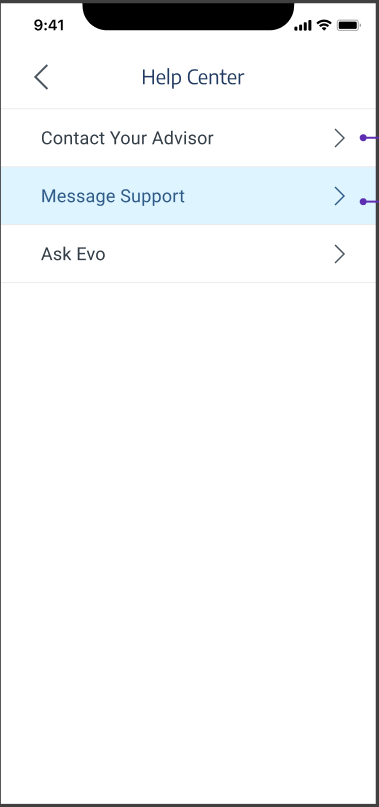 9:41
Help Center
Contact Your Advisor
Message Support
Ask Evo